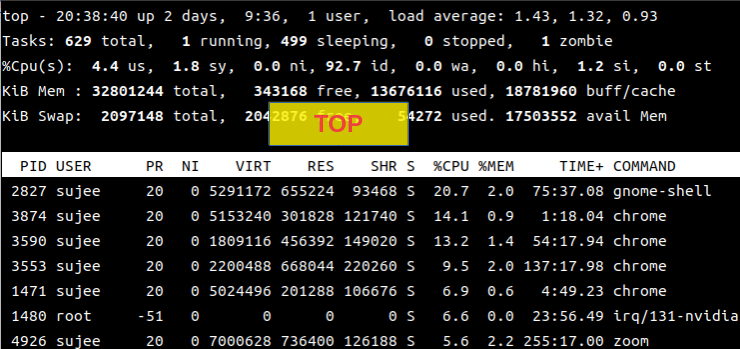 top - 20:38:40 up 2 days,  9:36,  1 user,  load average: 1.43, 1.32, 0.93
Tasks: 629 total,   1 running, 499 sleeping,   0 stopped,   1 zombie
%Cpu(s):  4.4 us,  1.8 sy,  0.0 ni, 92.7 id,  0.0 wa,  0.0 hi,  1.2 si,  0.0 st
KiB Mem : 32801244 total,   343168 free, 13676116 used, 18781960 buff/cache
KiB Swap:  2097148 total,  2042876 free,    54272 used. 17503552 avail Mem
TOP
PID USER      PR  NI    VIRT    RES    SHR S  %CPU %MEM     TIME+ COMMAND
2827 sujee     20   0 5291172 655224  93468 S  20.7  2.0  75:37.08 gnome-shell
3874 sujee     20   0 5153240 301828 121740 S  14.1  0.9   1:18.04 chrome
3590 sujee     20   0 1809116 456392 149020 S  13.2  1.4  54:17.94 chrome
3553 sujee     20   0 2200488 668044 220260 S   9.5  2.0 137:17.98 chrome
1471 sujee     20   0 5024496 201288 106676 S   6.9  0.6   4:49.23 chrome
1480 root     -51   0       0      0      0 S   6.6  0.0  23:56.49 irq/131-nvidia
4926 sujee     20   0 7000628 736400 126188 S   5.6  2.2 255:17.00 zoom